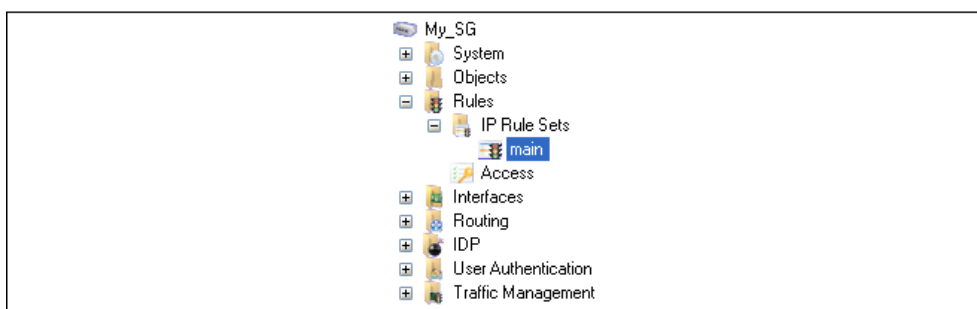 My_SG
System
Objects
Rules
IP Rule Sets
main
Access
Interfaces
Routing
IDP
User Authentication
Traffic Management